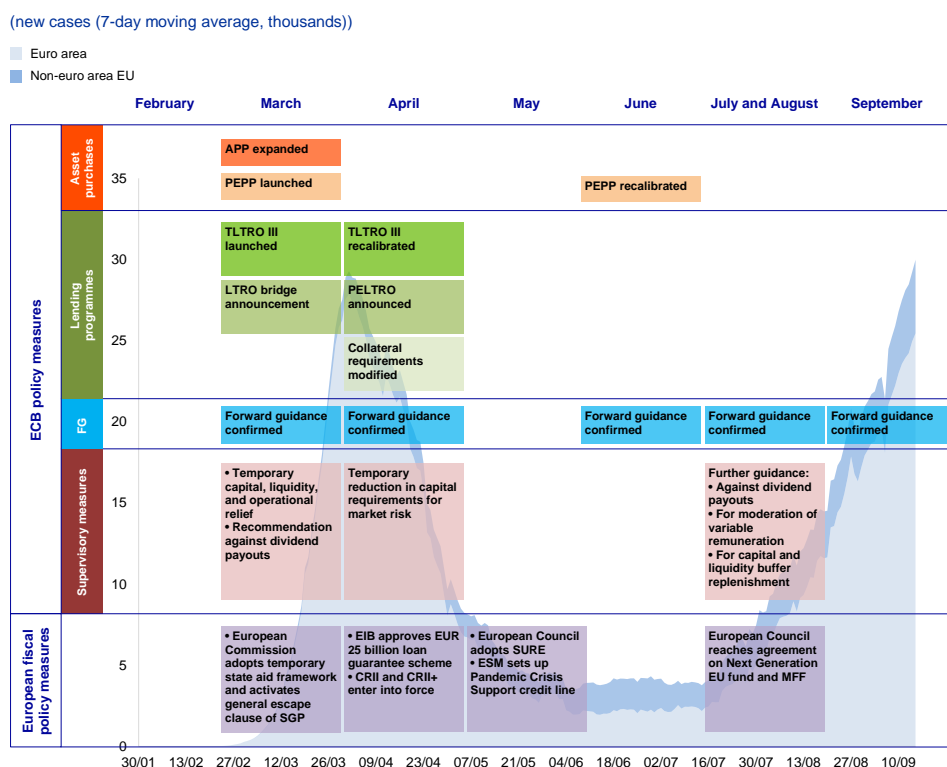 (new cases (7-day moving average, thousands))
Euro area
Non-euro area EU
February March April May June July and August September
ECB policy measures
Asset
purchases
APP expanded
PEPP launched
PEPP recalibrated
35
Lending
programmes
TLTRO III
launched
TLTRO III
recalibrated
30
LTRO bridge
announcement
PELTRO
announced
25
Collateral
requirements
modified
FG
20
Forward guidance
confirmed
Forward guidance
confirmed
Forward guidance
confirmed
Forward guidance
confirmed
Forward guidance
confirmed
Supervisory measures
15
10
• Temporary
capital, liquidity,
and operational
relief
• Recommendation
against dividend
payouts
Temporary
reduction in capital
requirements for
market risk
Further guidance:
• Against dividend
payouts
• For moderation of
variable
remuneration
• For capital and
liquidity buffer
replenishment
European fiscal
policy measures
5
0
• European
Commission
adopts temporary
state aid framework
and activates
general escape
clause of SGP
• EIB approves EUR
25 billion loan
guarantee scheme
• CRII and CRII+
enter into force
• European Council
adopts SURE
• ESM sets up
Pandemic Crisis
Support credit line
European Council
reaches agreement
on Next Generation
EU fund and MFF
30/01 13/02 27/02 12/03 26/03 09/04 23/04 07/05 21/05 04/06 18/06 02/07 16/07 30/07 13/08 27/08 10/09